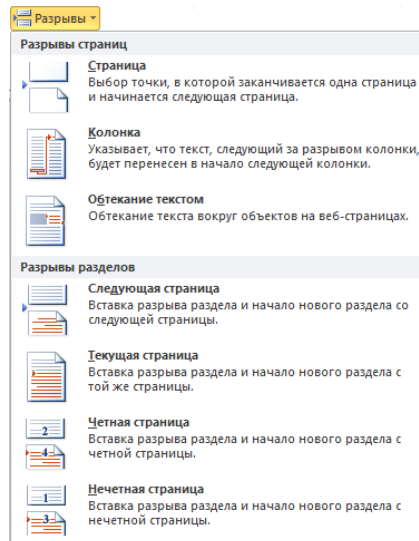 Разрывы
Разрывы страниц
Страница
Выбор точки, в которой заканчивается одна страница
и начинается следующая страница.
Колонка
Указывает, что текст, следующий за разрывом колонки,
будет перенесен в начало следующей колонки.
Обтекание текстом
Обтекание текста вокруг объектов на веб-страницах.
Разрывы разделов
Следующая страница
Вставка разрыва раздела и начало нового раздела со
следующей страницы.
Текущая страница
Вставка разрыва раздела и начало нового раздела с
той же страницы.
2
4
Четная страница
Вставка разрыва раздела и начало нового раздела с
четной страницы.
1
3
Нечетная страница
Вставка разрыва раздела и начало нового раздела с
нечетной страницы.